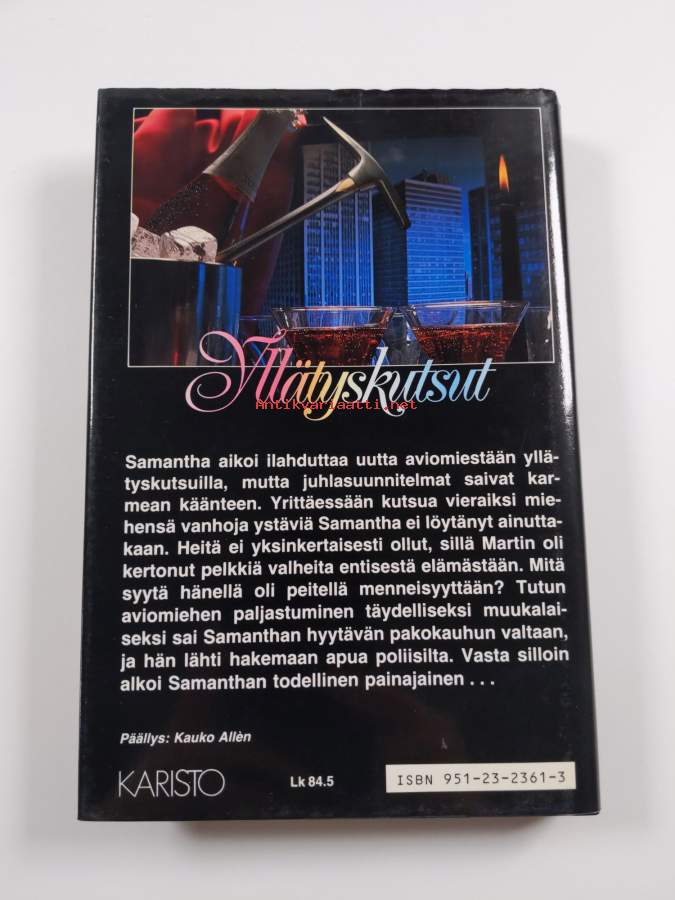 Yllätyskutsut
Antikvariaatti.net
Samantha aikoi ilahduttaa uutta aviomiestään yllä-
tyskutsuilla, mutta juhlasuunnitelmat saivat kar-
mean käänteen. Yrittäessään kutsua vieraiksi mie-
hensä vanhoja ystäviä Samantha ei löytänyt ainutta-
kaan. Heitä ei yksinkertaisesti ollut, sillä Martin oli
kertonut pelkkiä valheita entisestä elämästään. Mitä
syytä hänellä oli peitellä menneisyyttään? Tutun
aviomiehen paljastuminen täydelliseksi muukalai-
seksi sai Samanthan hyytävän pakokauhun valtaan,
ja hän lähti hakemaan apua poliisilta. Vasta silloin
alkoi Samanthan todellinen painajainen . . .
Päällys: Kauko Allèn
KARISTO
Lk 84.5
ISBN 951-23-2361-3